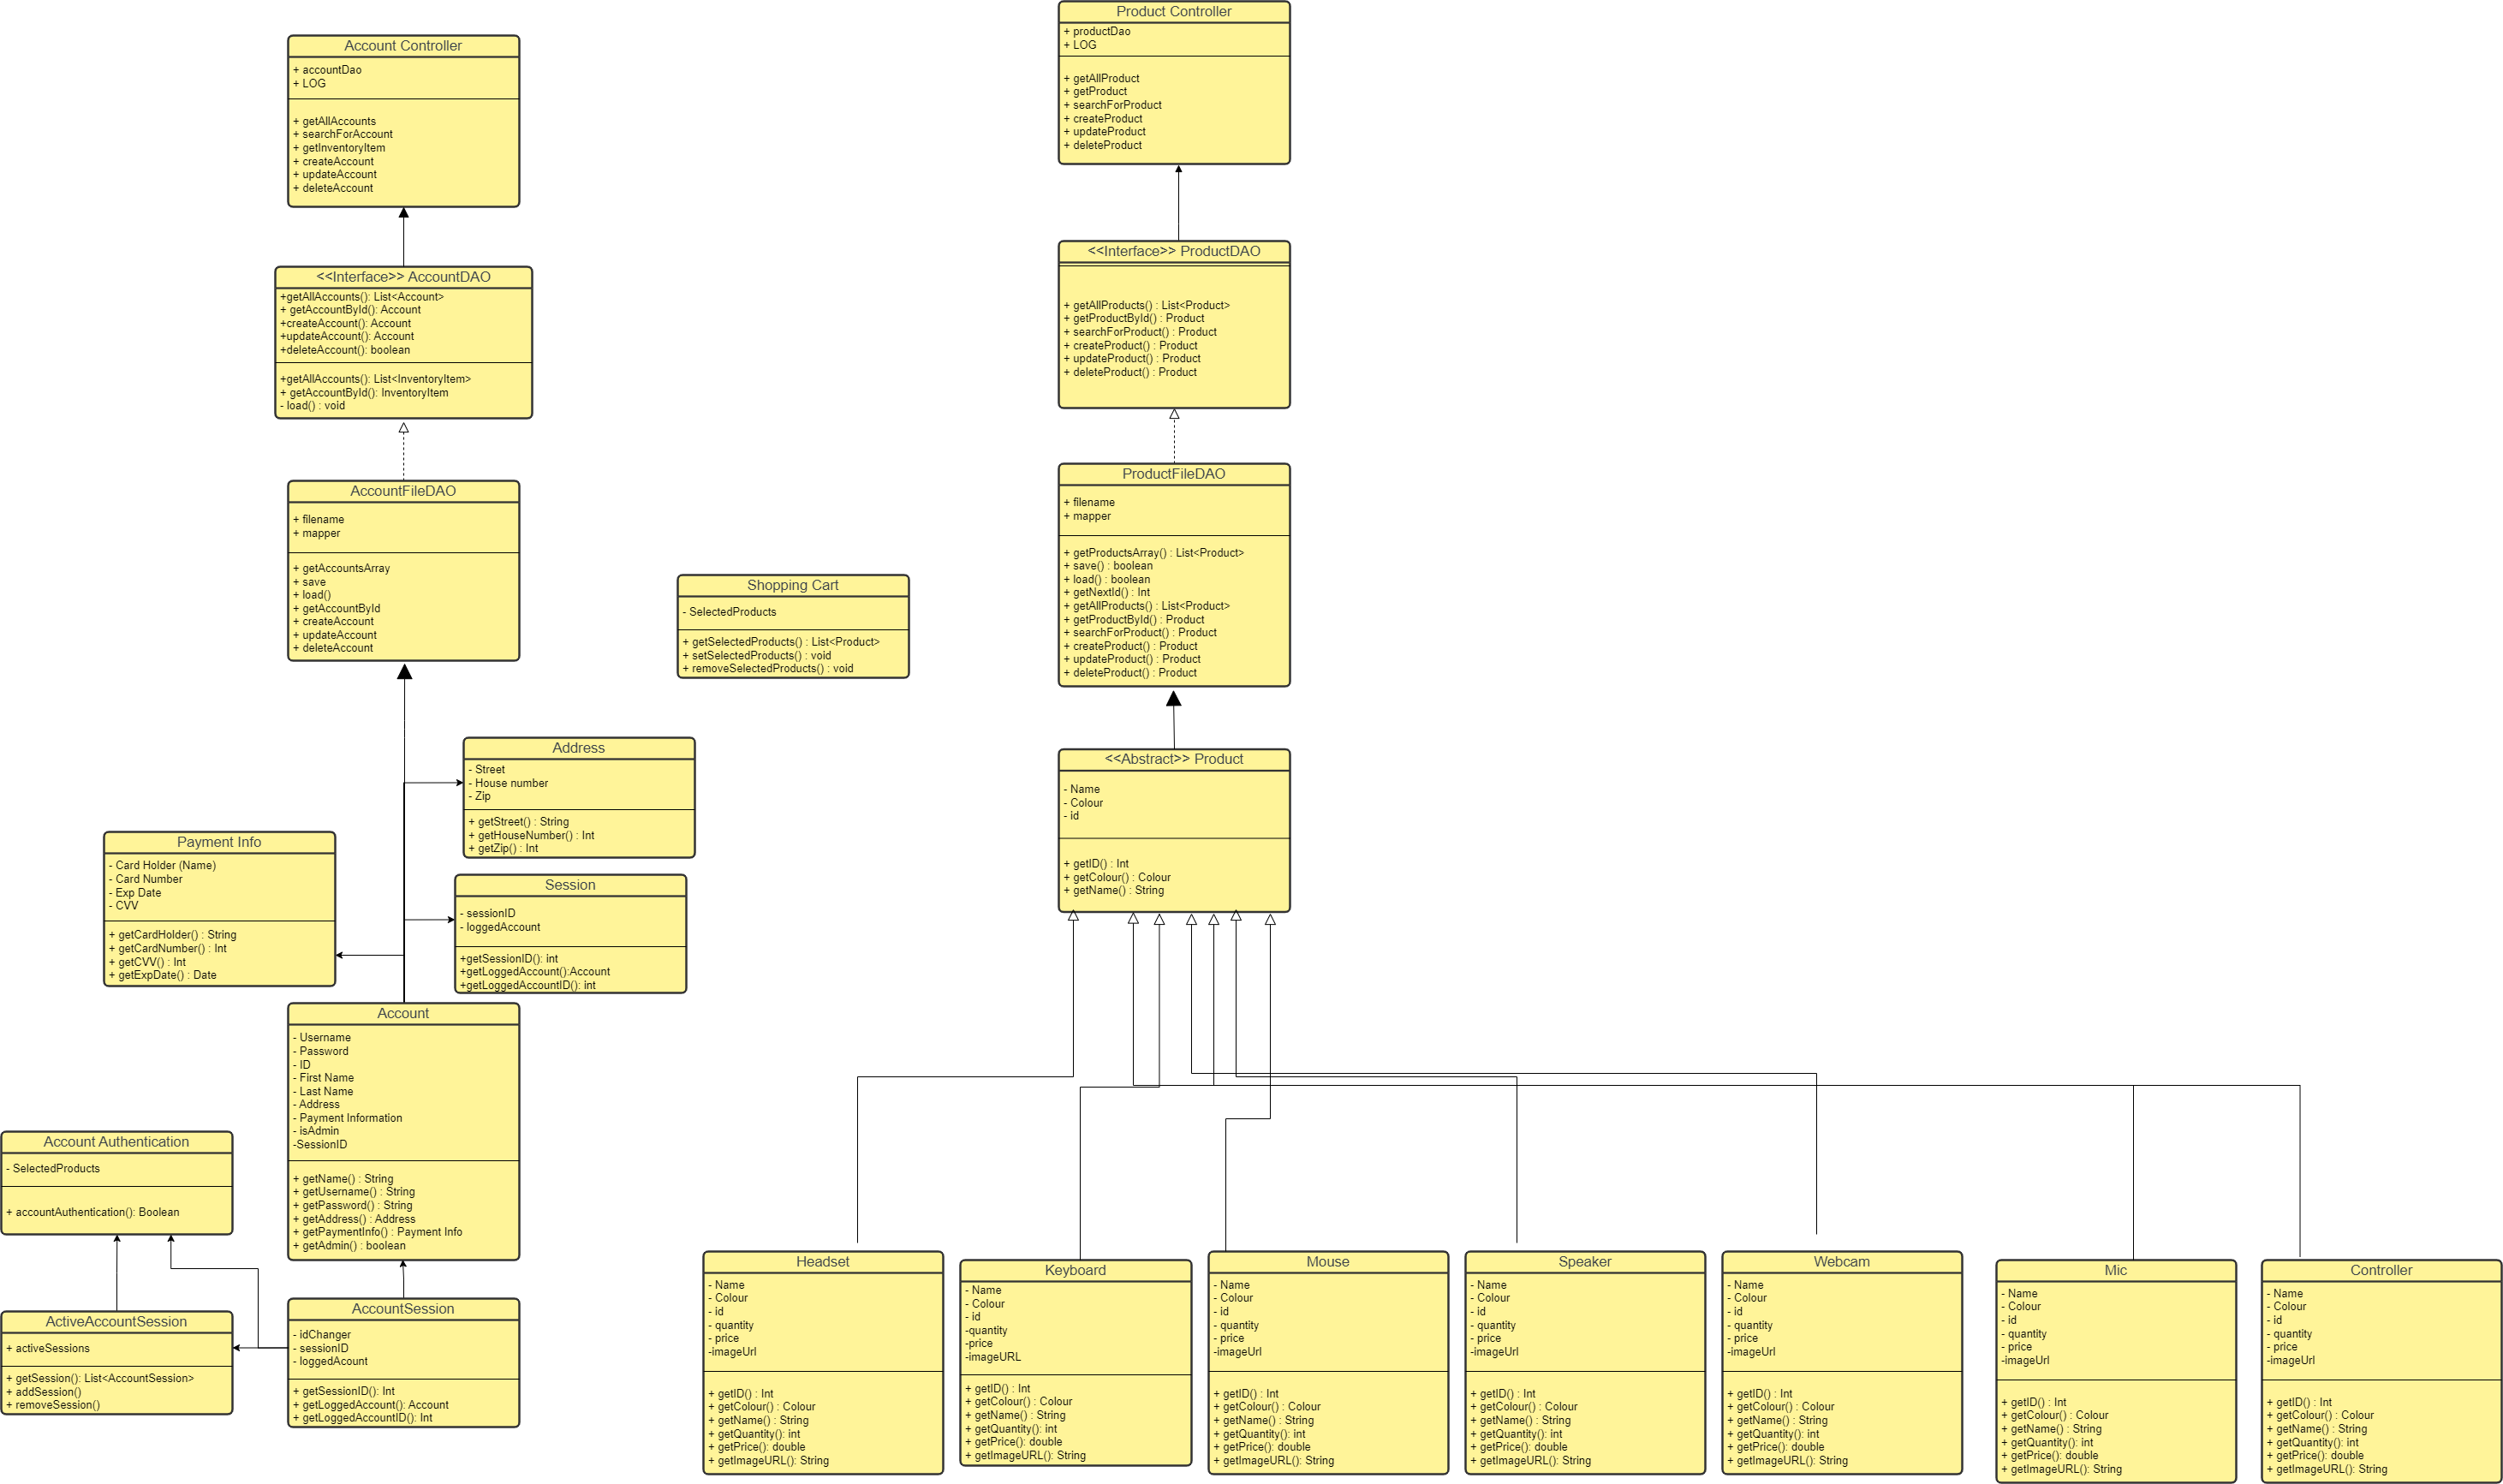 Account Controller
+ accountDao
+ LOG
+ getAllAccounts
+ searchForAccount
+ getInventoryItem
+ createAccount
+ updateAccount
+ deleteAccount
<<Interface>> AccountDAO
+getAllAccounts(): List<Account>
+ getAccountById(): Account
+createAccount(): Account
+updateAccount(): Account
+deleteAccount(): boolean
+getAllAccounts(): List<InventoryItem>
+ getAccountById(): InventoryItem
- load() : void
AccountFileDAO
+ filename
+ mapper
+ getAccountsArray
+ save
+ load()
+ getAccountById
+ createAccount
+ updateAccount
+ deleteAccount
Shopping Cart
- SelectedProducts
+ getSelectedProducts() : List<Product>
+ setSelectedProducts() : void
+ removeSelectedProducts() : void
Address
- Street
- House number
- Zip
+ getStreet() : String
+ getHouseNumber() : Int
+ getZip() : Int
Payment Info
- Card Holder (Name)
- Card Number
- Exp Date
- CVV
+ getCardHolder() : String
+ getCardNumber() : Int
+ getCVV() : Int
+ getExpDate() : Date
Session
- sessionID
- loggedAccount
+getSessionID(): int
+getLoggedAccount():Account
+getLoggedAccountID(): int
Account
- Username
- Password
- ID
- First Name
- Last Name
- Address
- Payment Information
- isAdmin
-SessionID
+ getName() : String
+ getUsername() : String
+ getPassword() : String
+ getAddress() : Address
+ getPaymentInfo() : Payment Info
+ getAdmin() : boolean
Account Authentication
- SelectedProducts
+ accountAuthentication(): Boolean
ActiveAccountSession
+ activeSessions
+ getSession(): List<AccountSession>
+ addSession()
+ removeSession()
AccountSession
- idChanger
- sessionID
- loggedAcount
+ getSessionID(): Int
+ getLoggedAccount(): Account
+ getLoggedAccountID(): Int
Product Controller
+ productDao
+ LOG
+ getAllProduct
+ getProduct
+ searchForProduct
+ createProduct
+ updateProduct
+ deleteProduct
<<Interface>> ProductDAO
+ getAllProducts() : List<Product>
+ getProductById() : Product
+ searchForProduct() : Product
+ createProduct() : Product
+ updateProduct() : Product
+ deleteProduct() : Product
ProductFileDAO
+ filename
+ mapper
+ getProductsArray() : List<Product>
+ save() : boolean
+ load() : boolean
+ getNextId() : Int
+ getAllProducts() : List<Product>
+ getProductById() : Product
+ searchForProduct() : Product
+ createProduct() : Product
+ updateProduct() : Product
+ deleteProduct() : Product
<<Abstract>> Product
- Name
- Colour
- id
+ getID() : Int
+ getColour() : Colour
+ getName() : String
Headset
- Name
- Colour
- id
- quantity
- price
-imageUrl
+ getID() : Int
+ getColour() : Colour
+ getName() : String
+ getQuantity(): int
+ getPrice(): double
+ getImageURL(): String
Keyboard
- Name
- Colour
- id
-quantity
-price
-imageURL
+ getID() : Int
+ getColour() : Colour
+ getName() : String
+ getQuantity(): int
+ getPrice(): double
+ getImageURL(): String
Mouse
- Name
- Colour
- id
- quantity
- price
-imageUrl
+ getID() : Int
+ getColour() : Colour
+ getName() : String
+ getQuantity(): int
+ getPrice(): double
+ getImageURL(): String
Speaker
- Name
- Colour
- id
- quantity
- price
-imageUrl
+ getID() : Int
+ getColour() : Colour
+ getName() : String
+ getQuantity(): int
+ getPrice(): double
+ getImageURL(): String
Webcam
- Name
- Colour
- id
- quantity
- price
-imageUrl
+ getID() : Int
+ getColour() : Colour
+ getName() : String
+ getQuantity(): int
+ getPrice(): double
+ getImageURL(): String
Mic
- Name
- Colour
- id
- quantity
- price
-imageUrl
+ getID() : Int
+ getColour() : Colour
+ getName() : String
+ getQuantity(): int
+ getPrice(): double
+ getImageURL(): String
Controller
- Name
- Colour
- id
- quantity
- price
-imageUrl
+ getID() : Int
+ getColour() : Colour
+ getName() : String
+ getQuantity(): int
+ getPrice(): double
+ getImageURL(): String